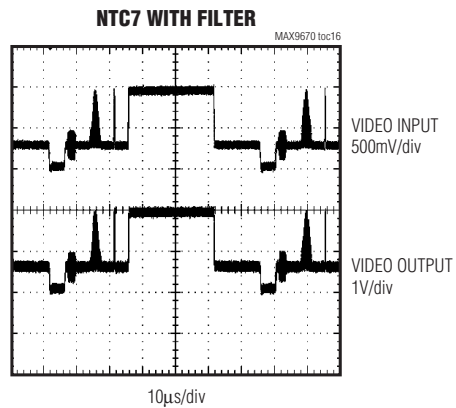 NTC7 WITH FILTER
MAX9670 toc16
VIDEO INPUT
500mV/div
VIDEO OUTPUT
1V/div
10µs/div